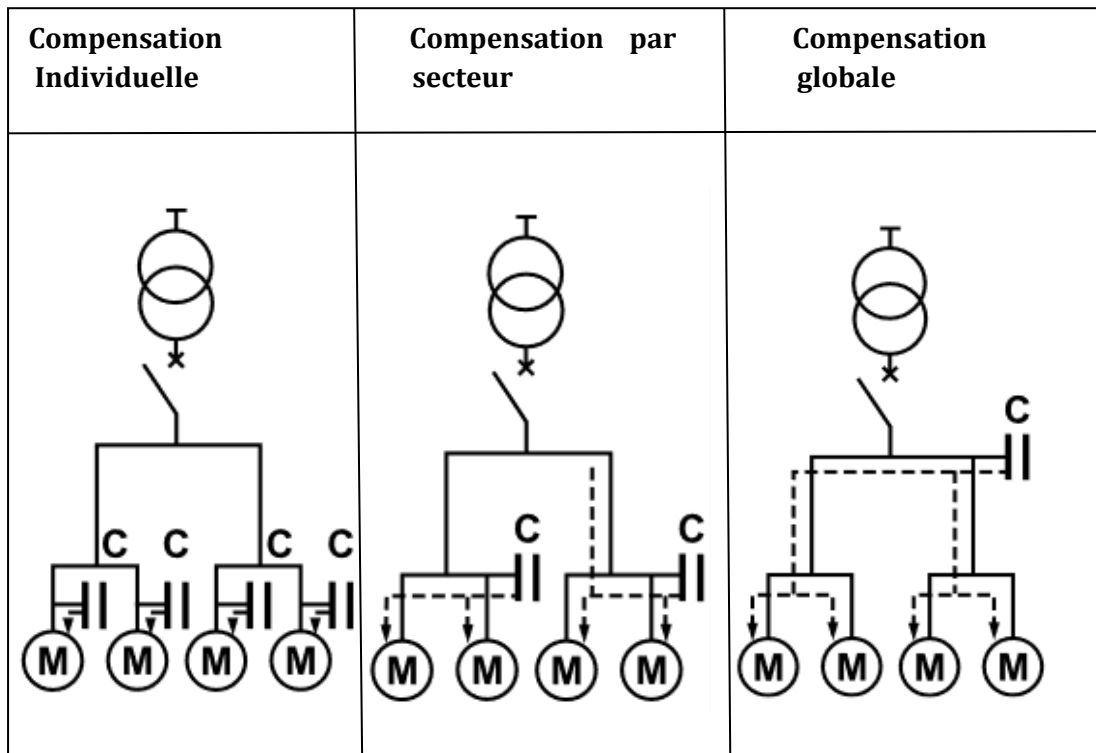 Compensation
Individuelle
Compensation par
secteur
Compensation
globale
C C C C
M M M M
C C
M M M M
C
M M M M